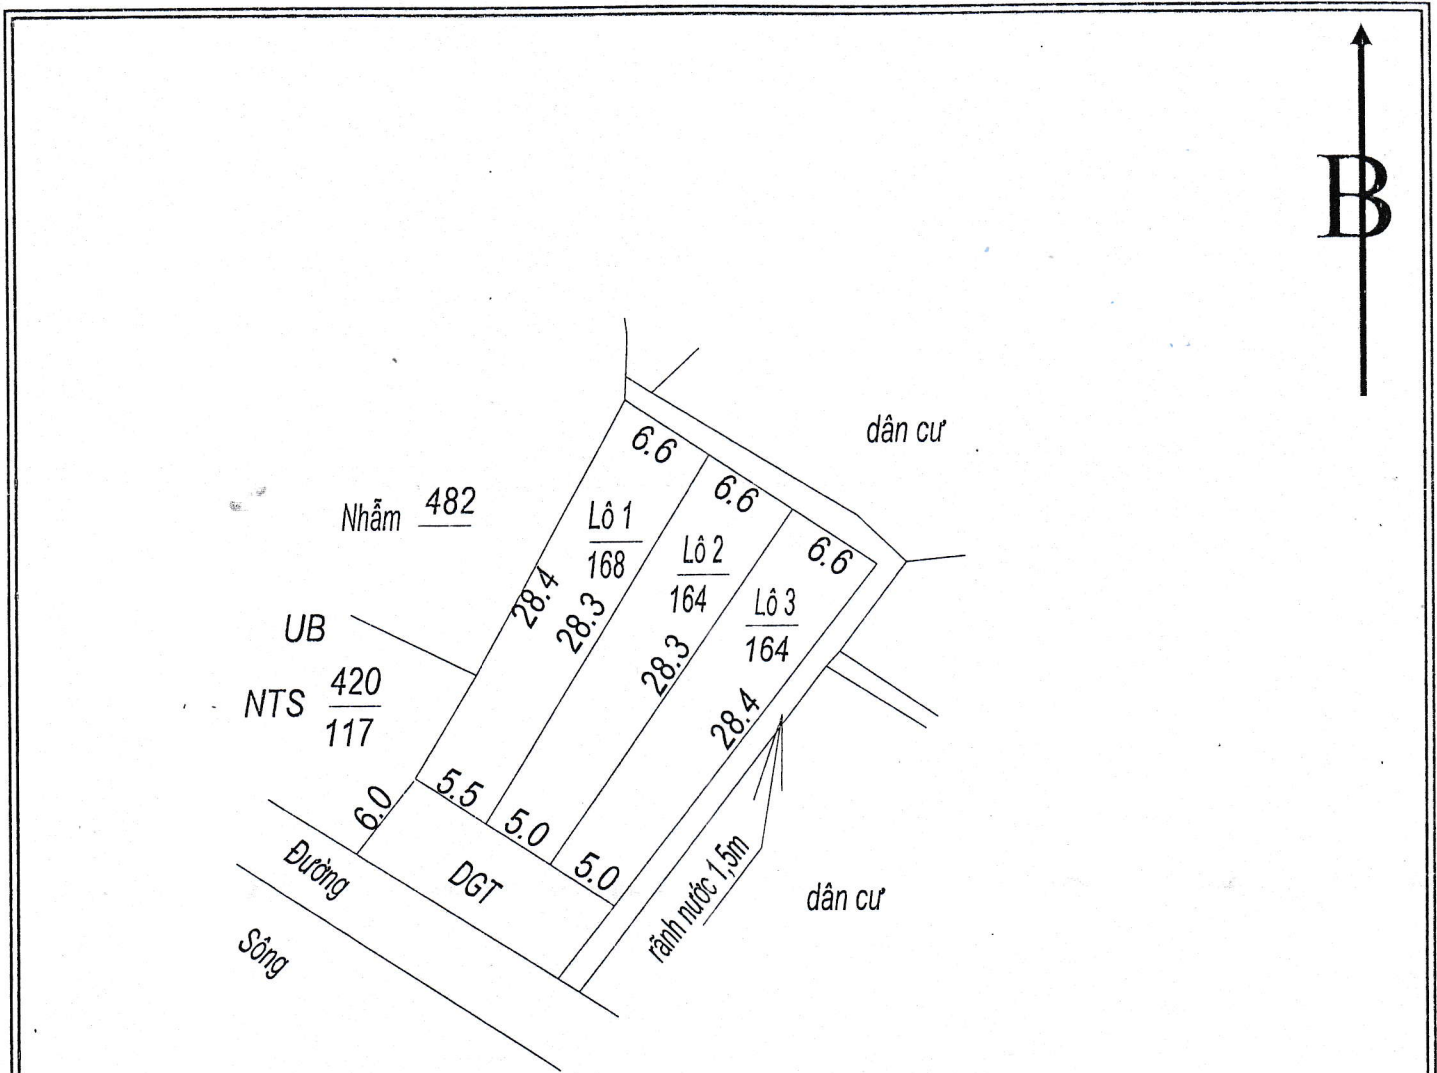 B
dân cư
6.6
6.6
6.6
Nhẫm 482
Lô 1
168
Lô 2
164
Lô 3
164
28.4
28.3
28.3
28.4
UB
NTS 420
117
6.0
5.5
5.0
5.0
Đường
DGT
rãnh nước 1,5m
dân cư
Sông